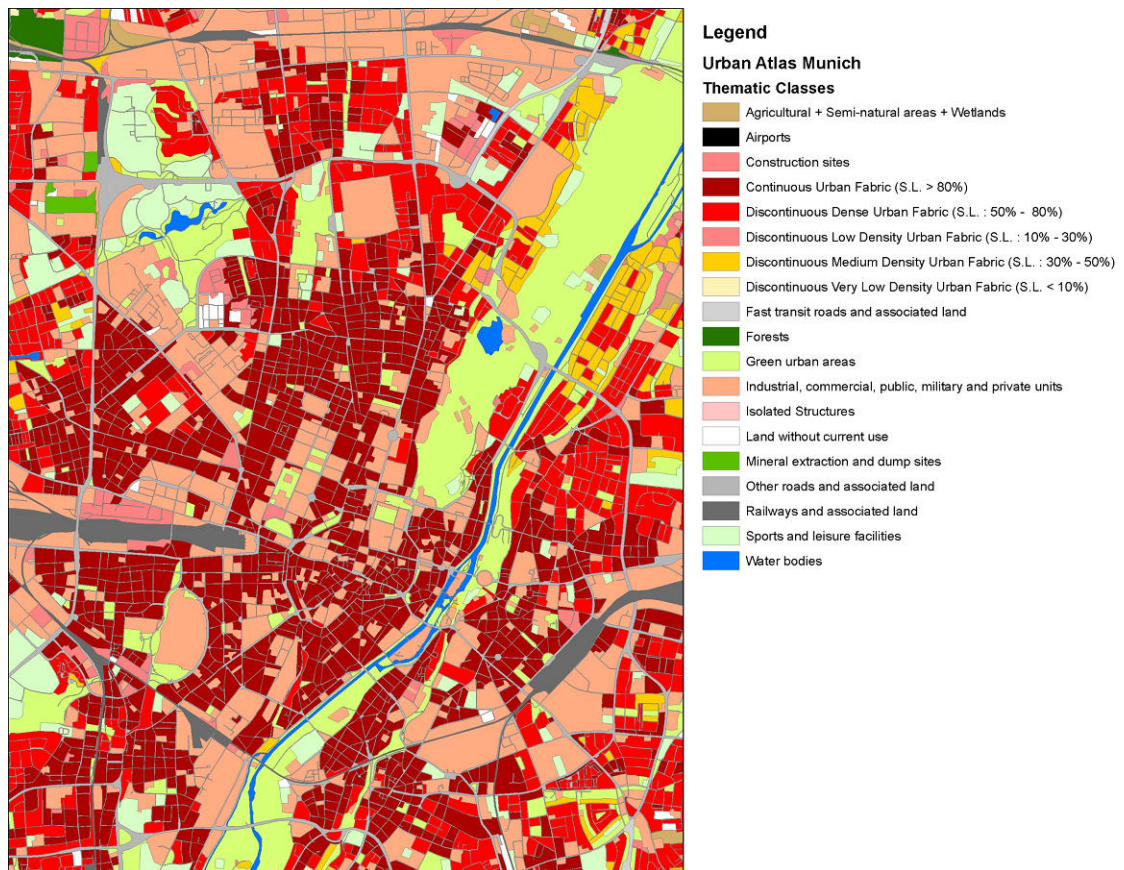 Legend
Urban Atlas Munich
Thematic Classes
Agricultural + Semi-natural areas + Wetlands
Airports
Construction sites
Continuous Urban Fabric (S.L. > 80%)
Discontinuous Dense Urban Fabric (S.L. : 50% - 80%)
Discontinuous Low Density Urban Fabric (S.L. : 10% - 30%)
Discontinuous Medium Density Urban Fabric (S.L. : 30% - 50%)
Discontinuous Very Low Density Urban Fabric (S.L. < 10%)
Fast transit roads and associated land
Forests
Green urban areas
Industrial, commercial, public, military and private units
Isolated Structures
Land without current use
Mineral extraction and dump sites
Other roads and associated land
Railways and associated land
Sports and leisure facilities
Water bodies